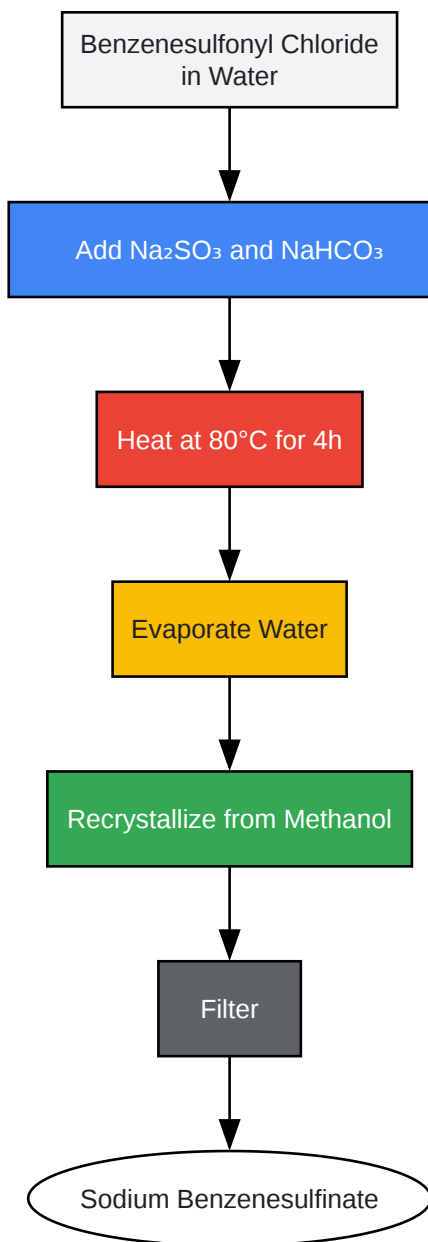 Benzenesulfonyl Chloride
in Water
Add Na₂SO₃ and NaHCO₃
Heat at 80°C for 4h
Evaporate Water
Recrystallize from Methanol
Filter
Sodium Benzenesulfinate